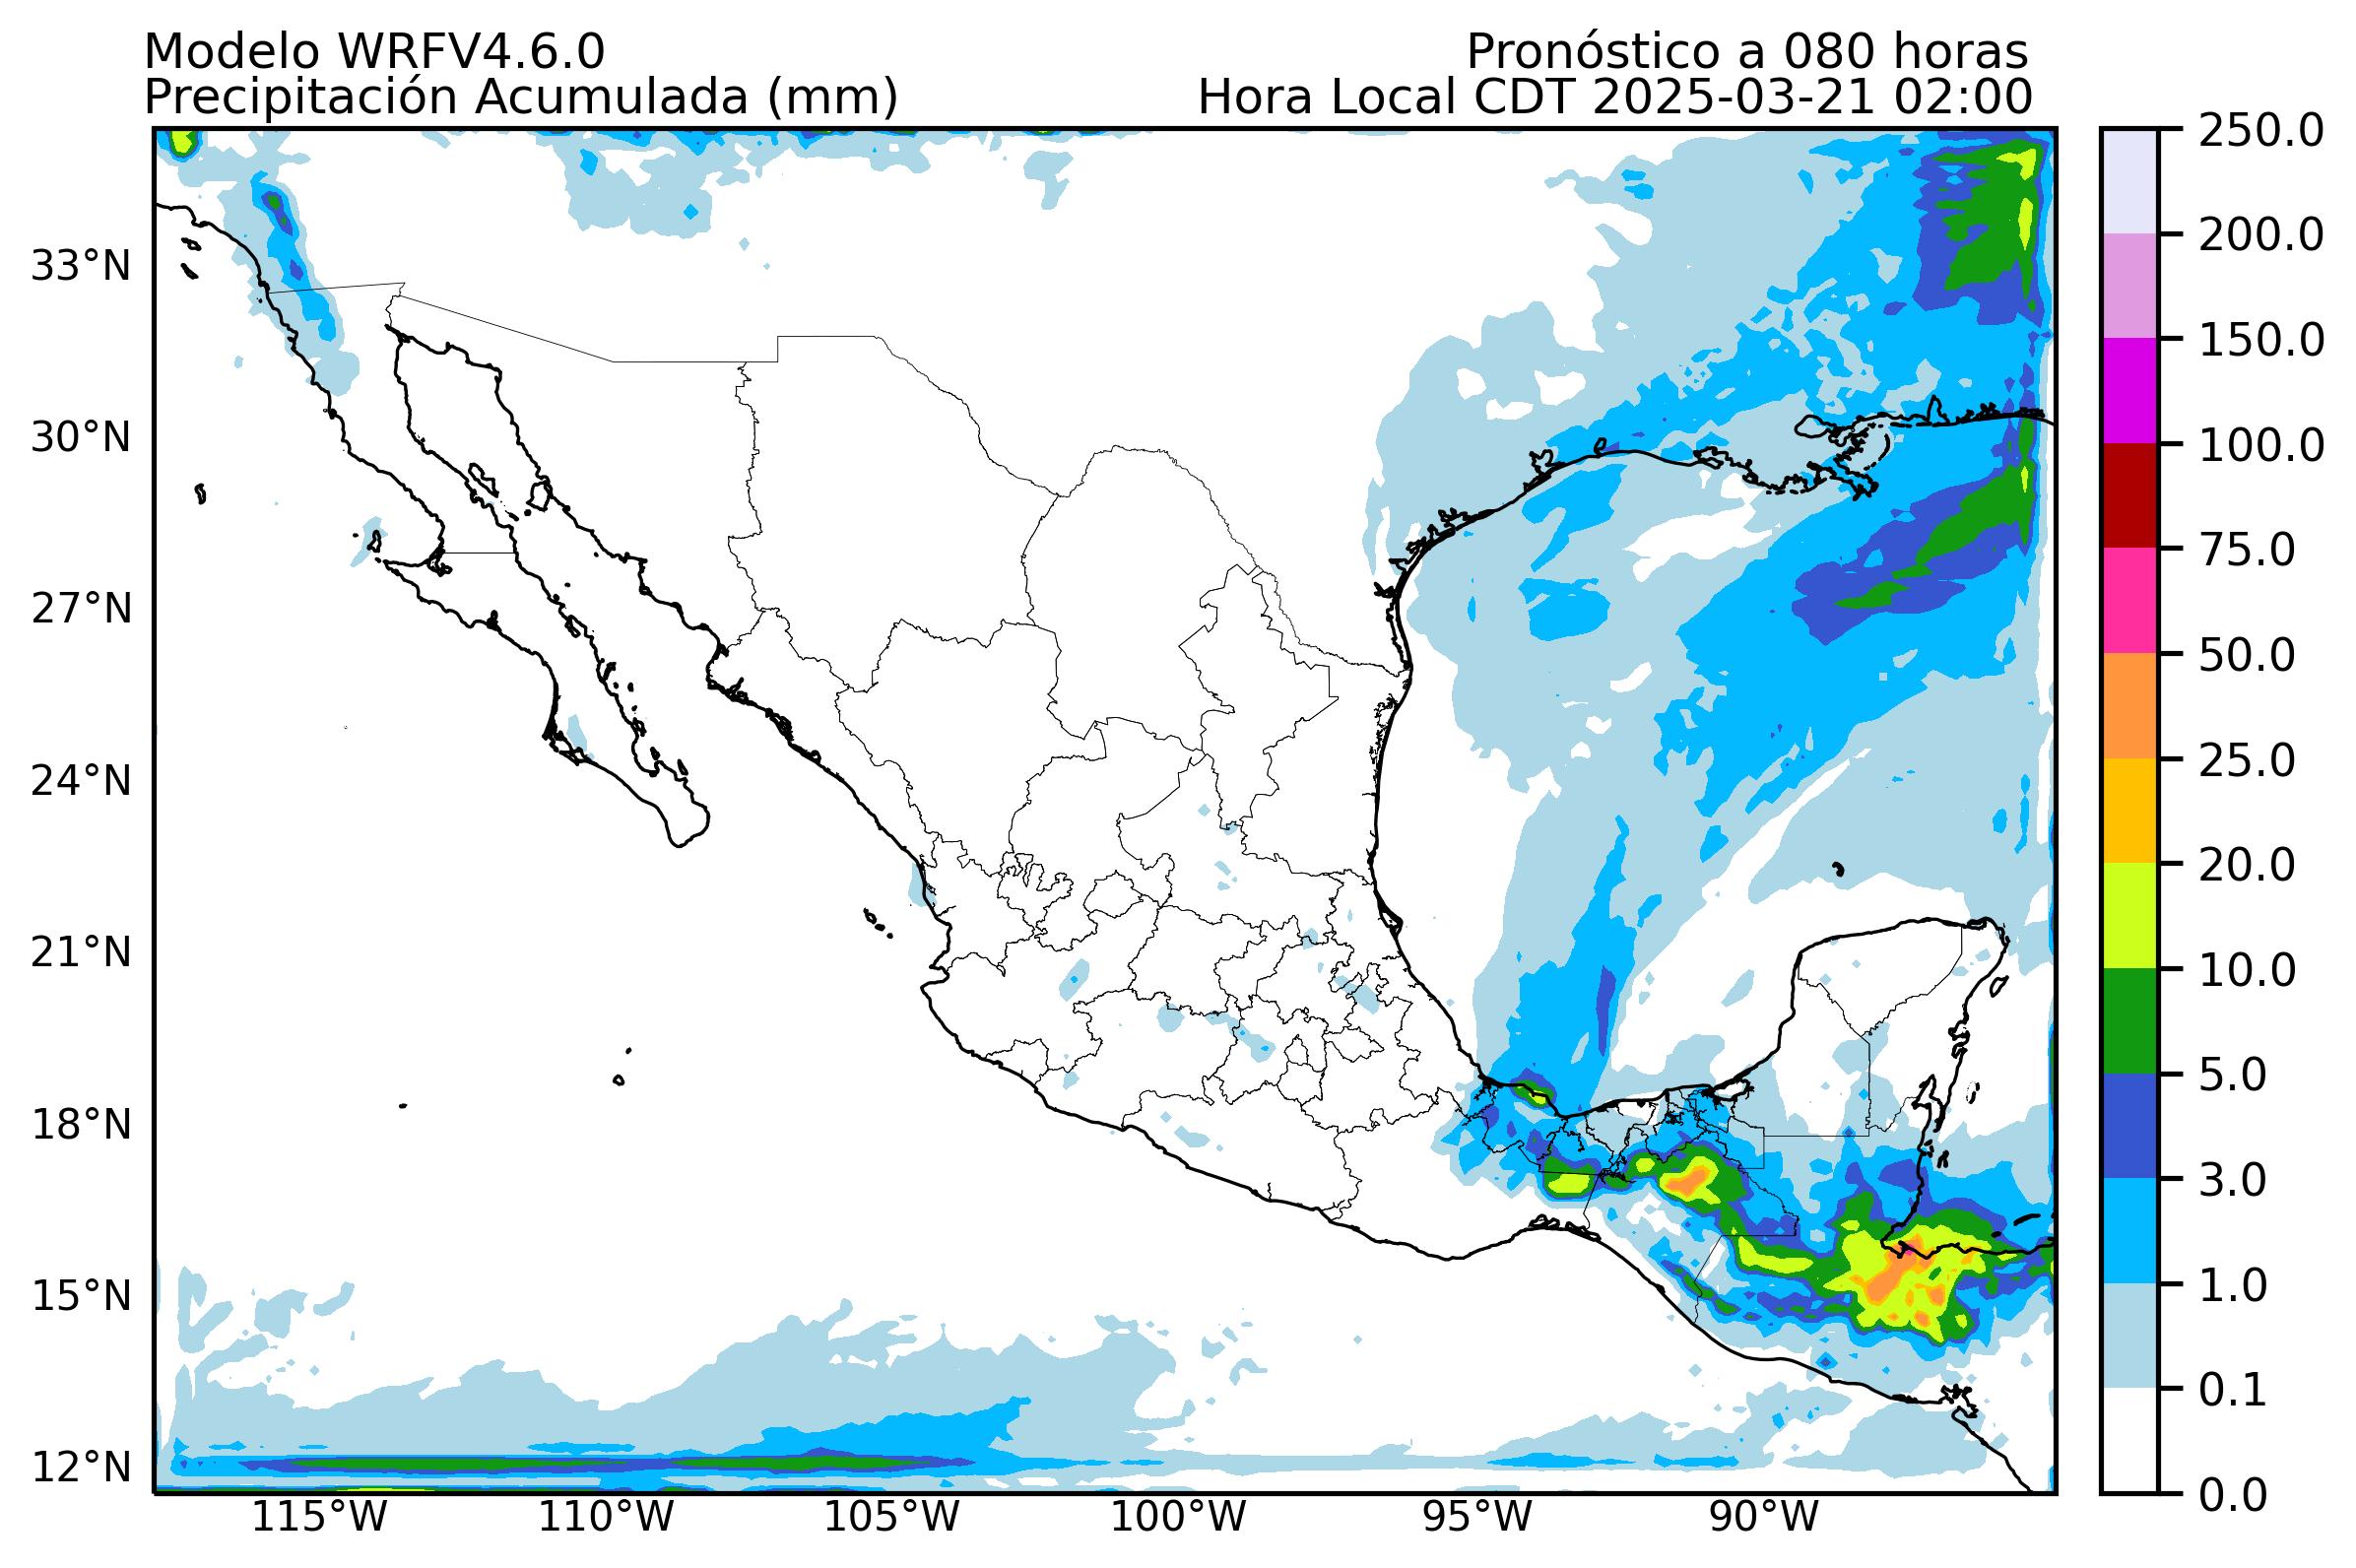 Modelo WRFV4.6.0
Pronóstico a 080 horas
Precipitación Acumulada (mm)
Hora Local CDT 2025-03-21 02:00
33°N
30°N
27°N
24°N
21°N
18°N
15°N
12°N
115°W
110°W
105°W
100°W
95°W
90°W
250.0
200.0
150.0
100.0
75.0
50.0
25.0
20.0
10.0
5.0
3.0
1.0
0.1
0.0